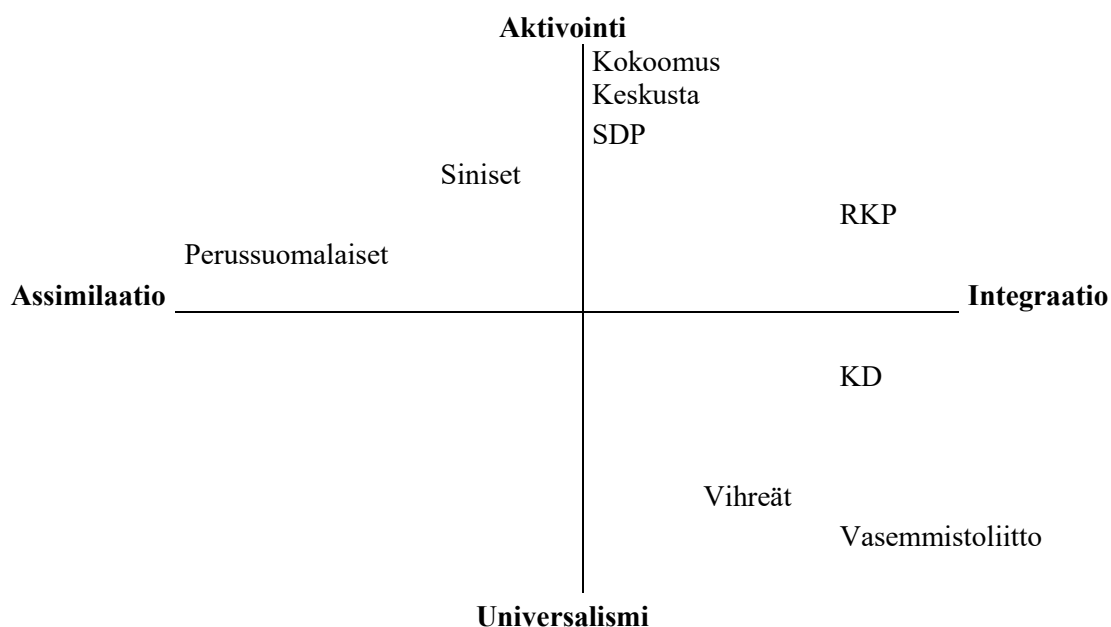 Aktivointi
Kokoomus
Keskusta
SDP
Siniset
RKP
Perussuomalaiset
Assimilaatio
Integraatio
KD
Vihreät
Vasemmistoliitto
Universalismi